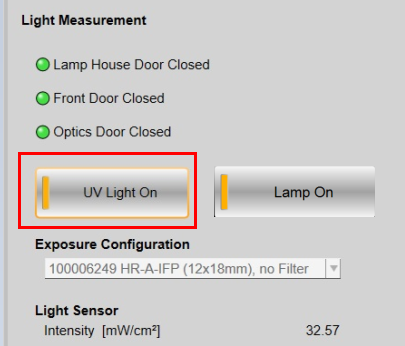 Light Measurement
Lamp House Door Closed
Front Door Closed
Optics Door Closed
UV Light On    Lamp On
Exposure Configuration
100006249 HR-A-IFP (12x18mm), no Filter
Light Sensor
Intensity [mW/cm²]    32.57